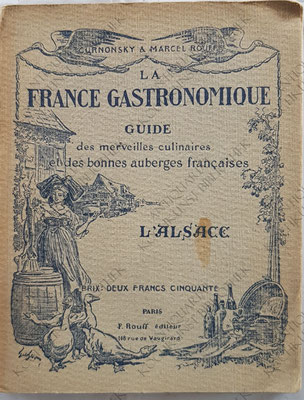 CURNONSKY & MARCEL ROUFF
LA
FRANCE GASTRONOMIQUE
GUIDE
des merveilles culinaires
et des bonnes auberges françaises
L'ALSACE
PRIX: DEUX FRANCS CINQUANTE
PARIS
F. Rouff éditeur
148 rue de Vaugirard